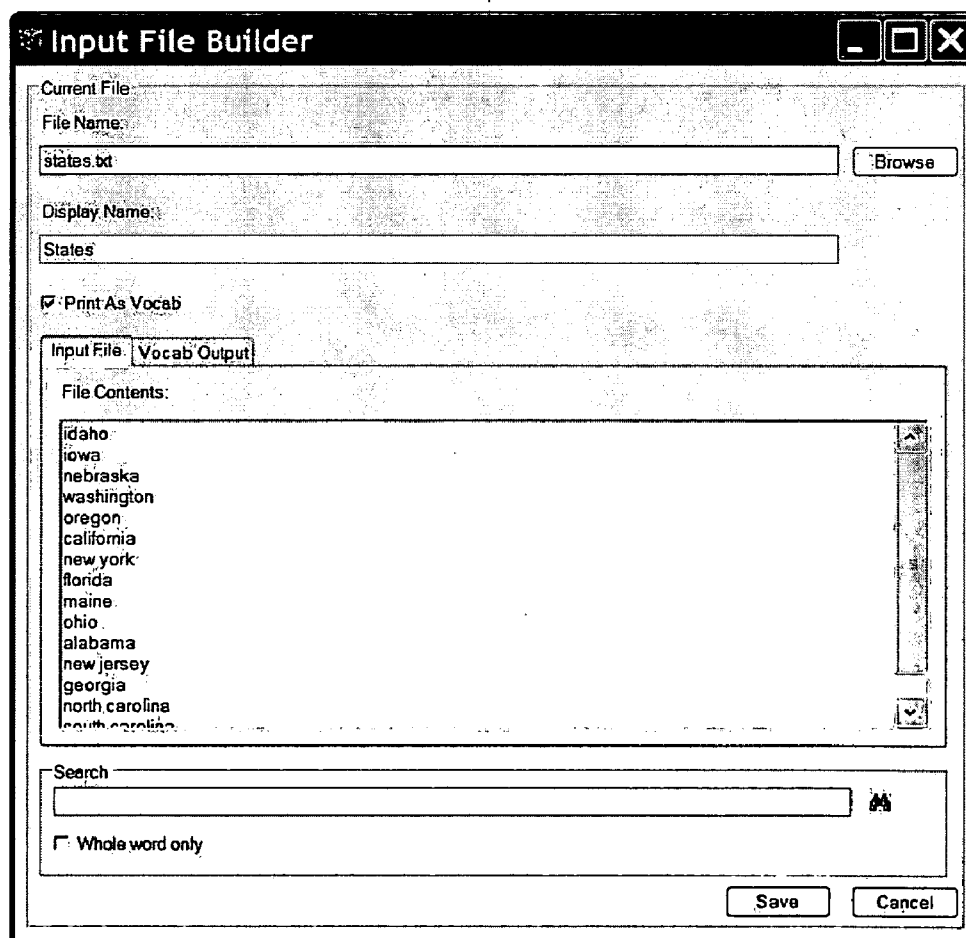 Input File Builder
Current File
File Name:
states.txt
Browse
Display Name:
States
Print As Vocab
Input File
Vocab Output
File Contents:
idaho
iowa
nebraska
washington
oregon
california
new york
florida
maine
ohio
alabama
new jersey
georgia
north carolina
south carolina
Search
Whole word only
Save
Cancel